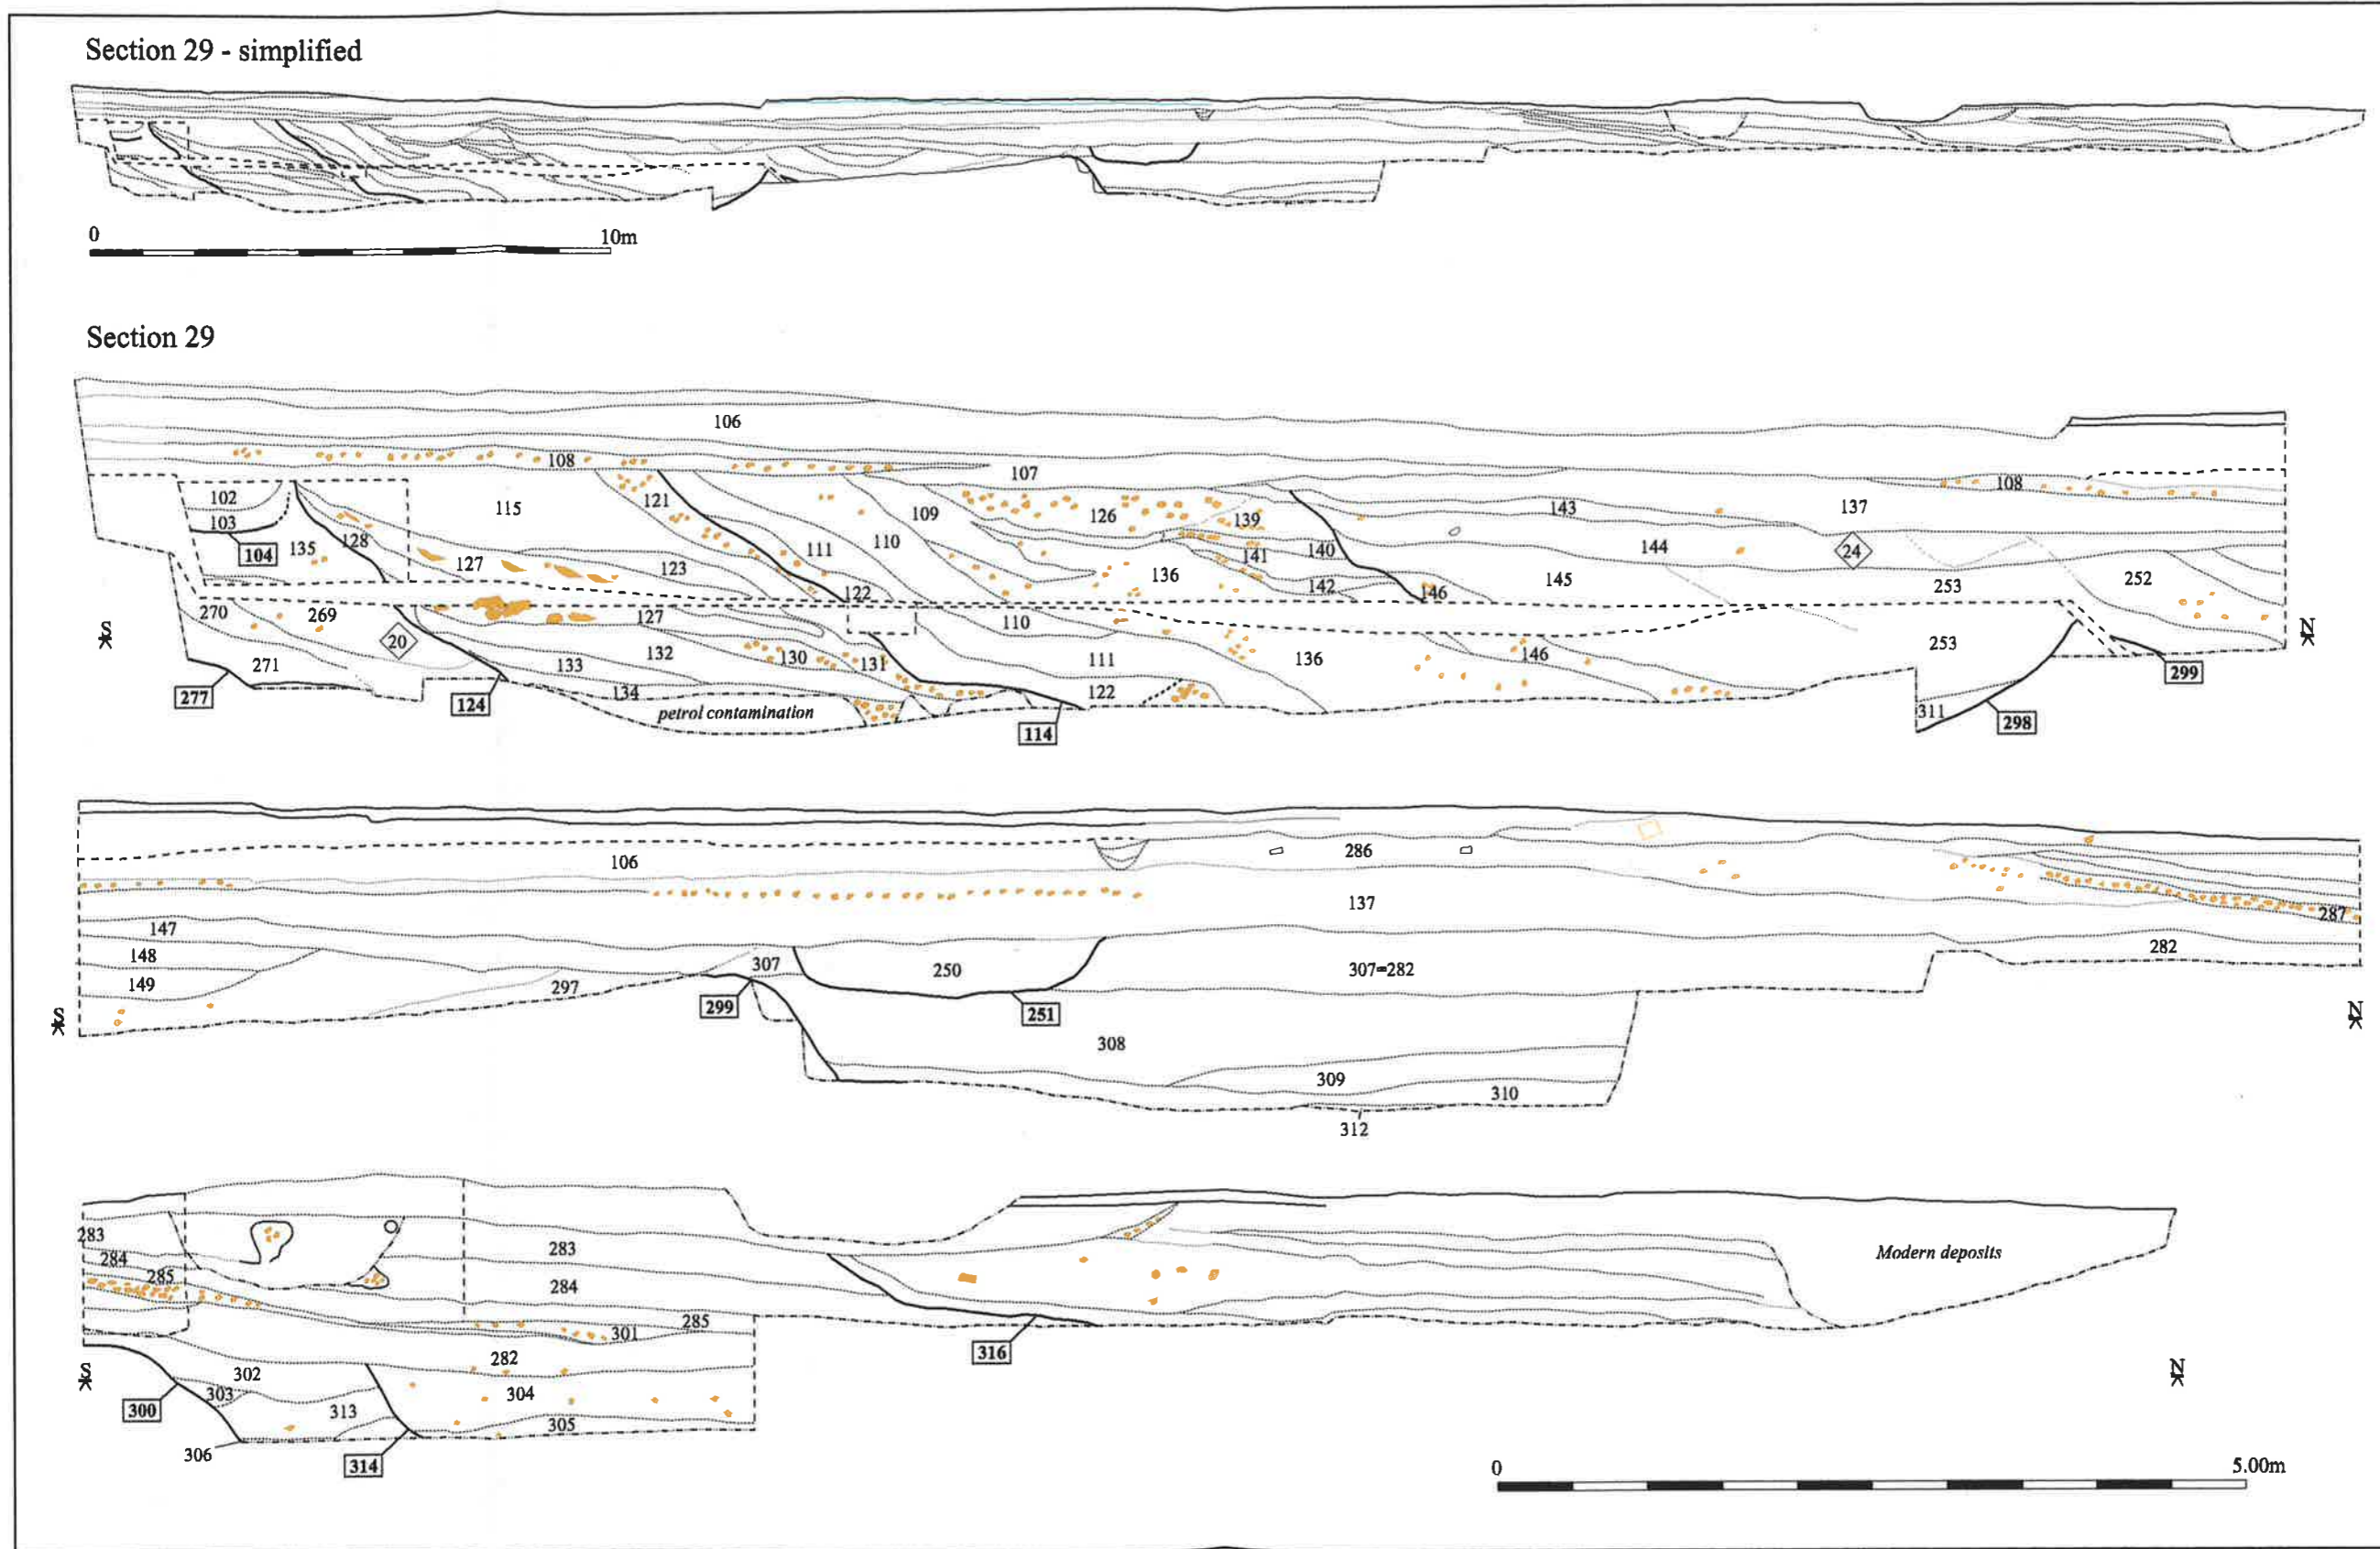 Section 29 - simplified
0 10m
Section 29
106
108 107 108
102 115 121 109 126 139 143 137
103
104 135 128 111 110 141 140 144 24
127 123 136 142 145 253 252
122 146
270 269 20 127 110
S N
271 133 132 130 131 111 136 146 253
277 124 134 122 299
petrol contamination 311 298
114
106 286
137 287
147 282
148 307 250 307=282
149 297
S 299 251 N
308
309 310
312
283 283 Modern deposits
284 284
285 285
301
282 316
S N
302
303 304
300 313 305
306 314
0 5.00m